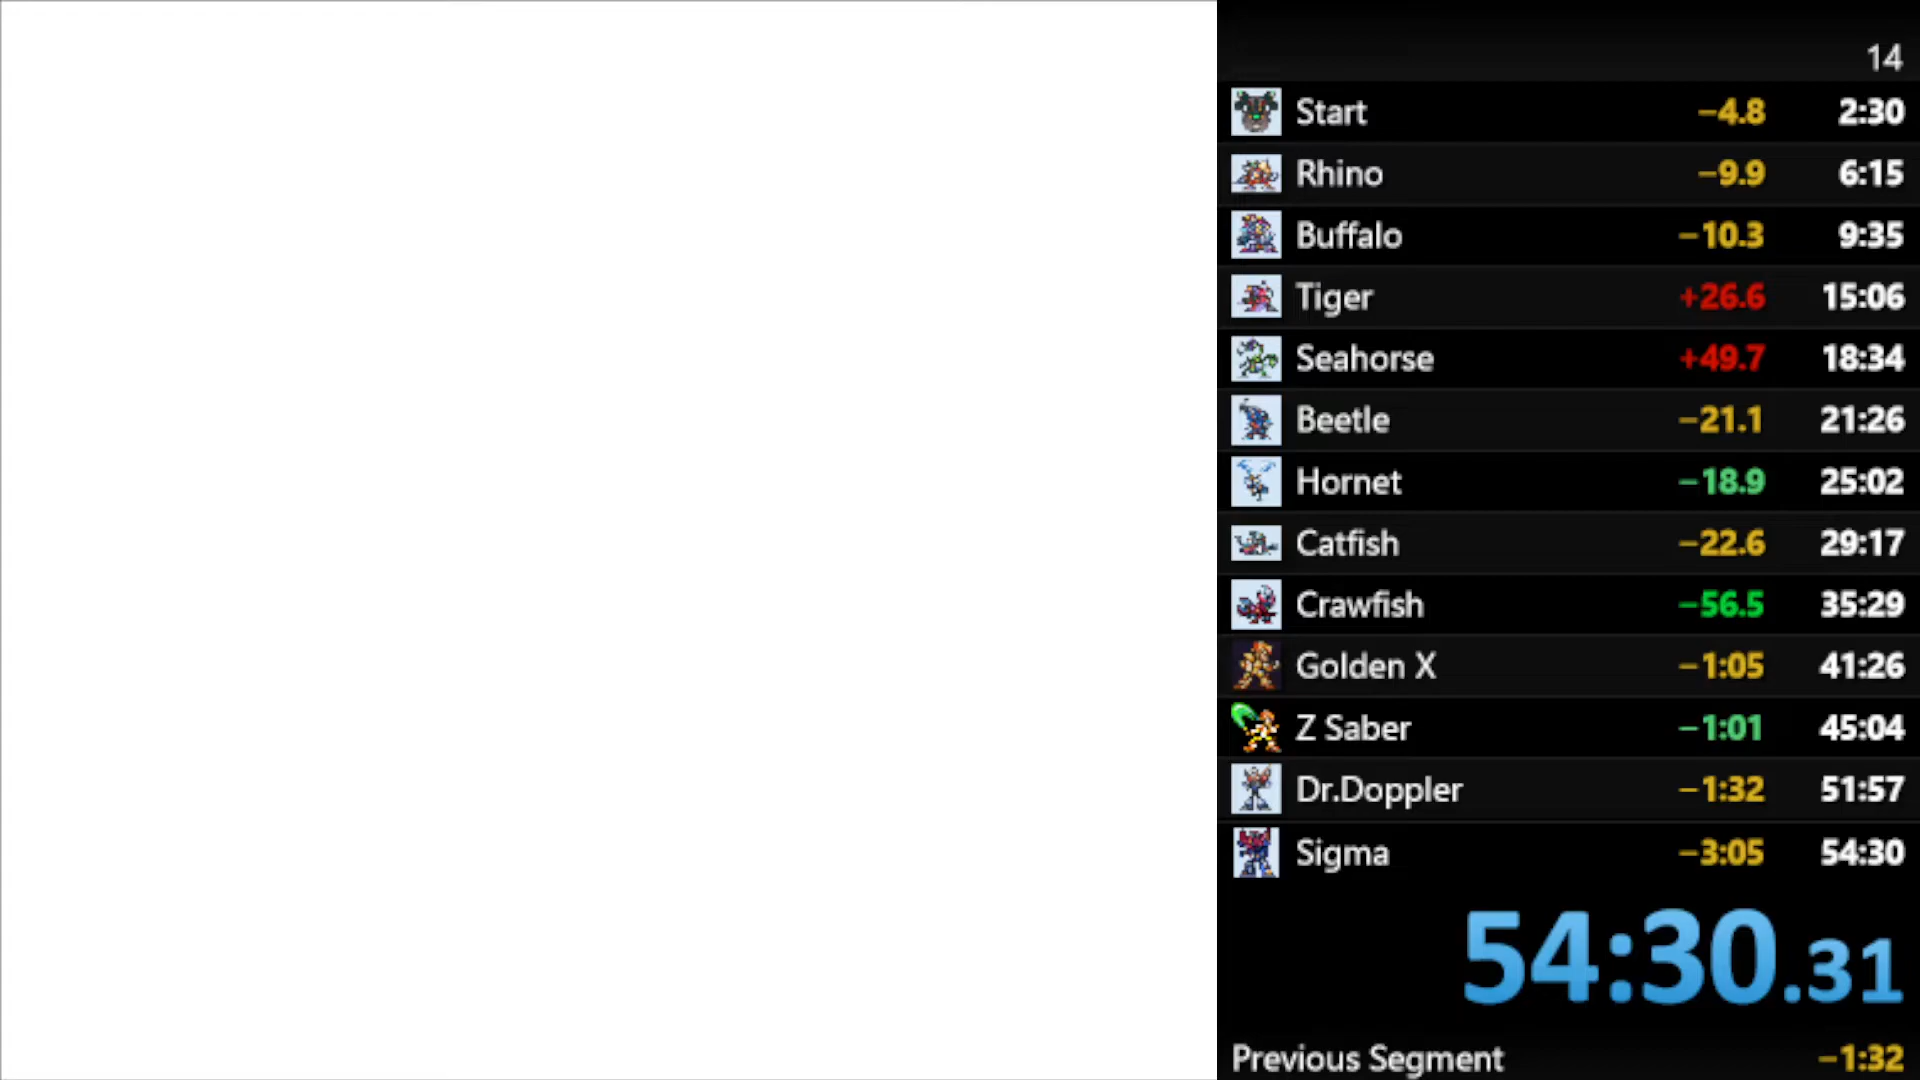 14
Start −4.8 2:30
Rhino −9.9 6:15
Buffalo −10.3 9:35
Tiger +26.6 15:06
Seahorse +49.7 18:34
Beetle −21.1 21:26
Hornet −18.9 25:02
Catfish −22.6 29:17
Crawfish −56.5 35:29
Golden X −1:05 41:26
Z Saber −1:01 45:04
Dr.Doppler −1:32 51:57
Sigma −3:05 54:30
54:30.31
Previous Segment −1:32